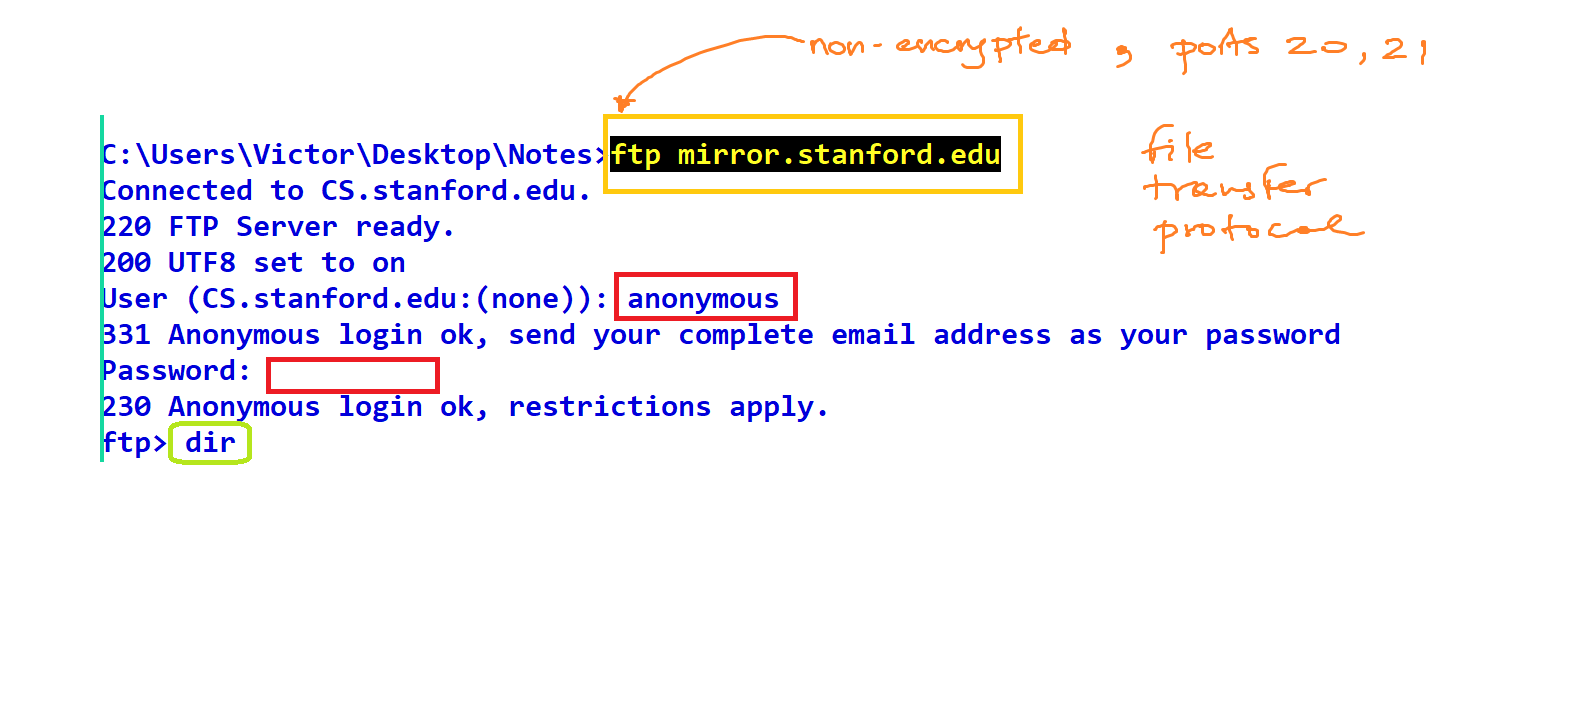 non-encrypted , ports 20, 21
C:\Users\Victor\Desktop\Notes>ftp mirror.stanford.edu
Connected to CS.stanford.edu.
220 FTP Server ready.
200 UTF8 set to on
User (CS.stanford.edu:(none)): anonymous
331 Anonymous login ok, send your complete email address as your password
Password:
230 Anonymous login ok, restrictions apply.
ftp> dir
file
transfer
protocol